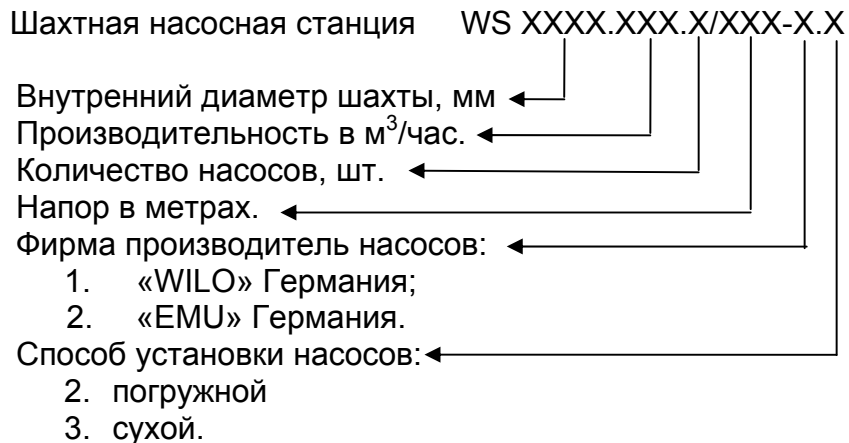 Шахтная насосная станция WS XXXX.XXX.X/XXX-X.X
Внутренний диаметр шахты, мм
Производительность в м³/час.
Количество насосов, шт.
Напор в метрах.
Фирма производитель насосов:
1. «WILO» Германия;
2. «EMU» Германия.
Способ установки насосов:
2. погружной
3. сухой.